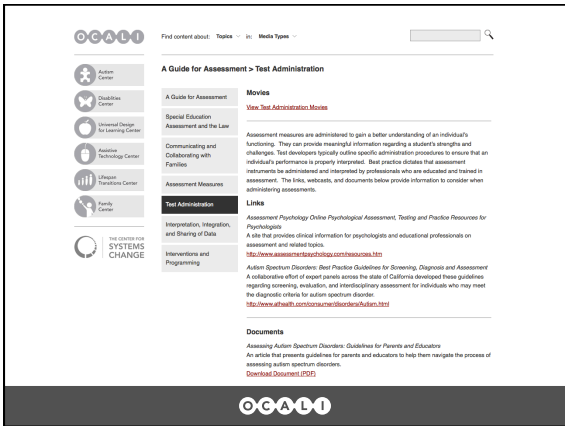 OCALI
Find content about: Topics in: Media Types
Autism
Center
Disabilities
Center
Universal Design
for Learning Center
Assistive
Technology Center
Lifespan
Transitions Center
Family
Center
THE CENTER FOR
SYSTEMS
CHANGE
A Guide for Assessment > Test Administration
A Guide for Assessment
Special Education
Assessment and the Law
Communicating and
Collaborating with
Families
Assessment Measures
Test Administration
Interpretation, Integration,
and Sharing of Data
Interventions and
Programming
Movies
View Test Administration Movies
Assessment measures are administered to gain a better understanding of an individual's
functioning. They can provide meaningful information regarding a student's strengths and
challenges. Test developers typically outline specific administration procedures to ensure that an
individual's performance is properly interpreted. Best practice dictates that assessment
instruments be administered and interpreted by professionals who are educated and trained in
assessment. The links, webcasts, and documents below provide information to consider when
administering assessments.
Links
Assessment Psychology Online Psychological Assessment, Testing and Practice Resources for
Psychologists
A site that provides clinical information for psychologists and educational professionals on
assessment and related topics.
http://www.assessmentpsychology.com/resources.htm
Autism Spectrum Disorders: Best Practice Guidelines for Screening, Diagnosis and Assessment
A collaborative effort of expert panels across the state of California developed these guidelines
regarding screening, evaluation, and interdisciplinary assessment for individuals who may meet
the diagnostic criteria for autism spectrum disorder.
http://www.athealth.com/consumer/disorders/Autism.html
Documents
Assessing Autism Spectrum Disorders: Guidelines for Parents and Educators
An article that presents guidelines for parents and educators to help them navigate the process of
assessing autism spectrum disorders.
Download Document (PDF)
OCALI